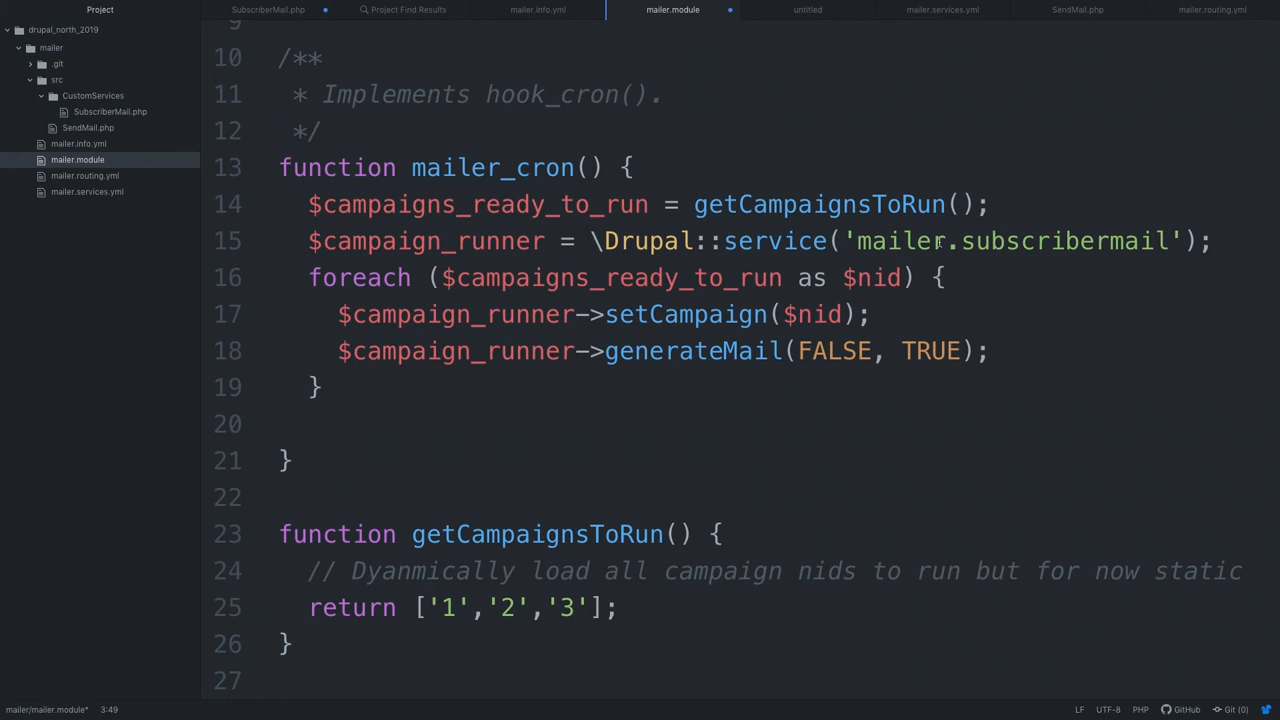 Project
SubscriberMail.php
Project Find Results
mailer.info.yml
mailer.module
untitled
mailer.services.yml
SendMail.php
mailer.routing.yml
drupal_north_2019
mailer
.git
src
CustomServices
SubscriberMail.php
SendMail.php
mailer.info.yml
mailer.module
mailer.routing.yml
mailer.services.yml
9
10 /**
11 * Implements hook_cron().
12 */
13 function mailer_cron() {
14 $campaigns_ready_to_run = getCampaignsToRun();
15 $campaign_runner = \Drupal::service('mailer.subscribermail');
16 foreach ($campaigns_ready_to_run as $nid) {
17 $campaign_runner->setCampaign($nid);
18 $campaign_runner->generateMail(FALSE, TRUE);
19 }
20
21 }
22
23 function getCampaignsToRun() {
24 // Dyanmically load all campaign nids to run but for now static
25 return ['1','2','3'];
26 }
27
mailer/mailer.module* 3:49
LF UTF-8 PHP GitHub Git (0)